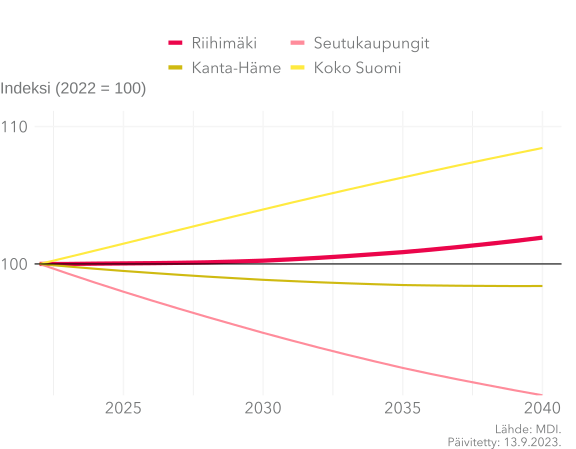 Riihimäki Seutukaupungit
Kanta-Häme Koko Suomi
Indeksi (2022 = 100)
110
100
2025 2030 2035 2040
Lähde: MDI.
Päivitetty: 13.9.2023.